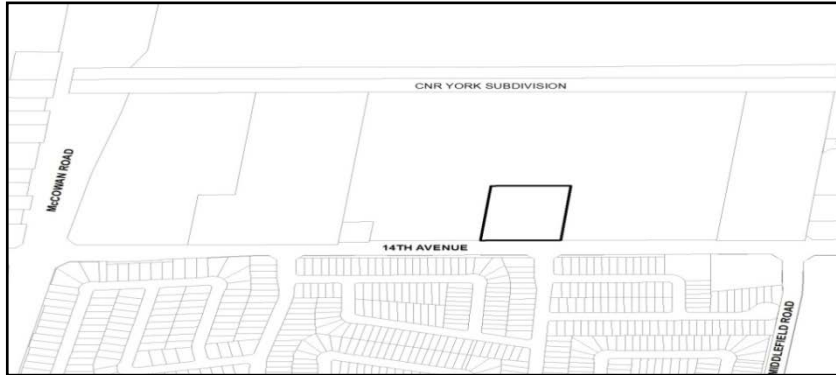 CNR YORK SUBDIVISION
McCOWAN ROAD
14TH AVENUE
MIDDLEFIELD ROAD